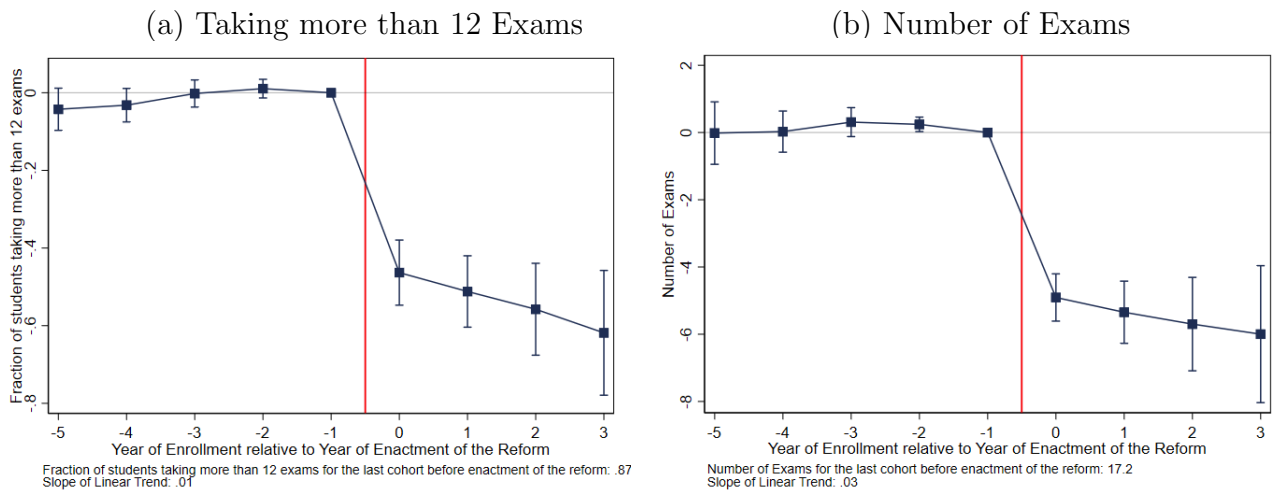 (a) Taking more than 12 Exams
Fraction of students taking more than 12 exams
0
-.2
-.4
-.6
-.8
-5 -4 -3 -2 -1 0 1 2 3
Year of Enrollment relative to Year of Enactment of the Reform
Fraction of students taking more than 12 exams for the last cohort before enactment of the reform: .87
Slope of Linear Trend: .01
(b) Number of Exams
Number of Exams
2
0
-2
-4
-6
-8
-5 -4 -3 -2 -1 0 1 2 3
Year of Enrollment relative to Year of Enactment of the Reform
Number of Exams for the last cohort before enactment of the reform: 17.2
Slope of Linear Trend: .03